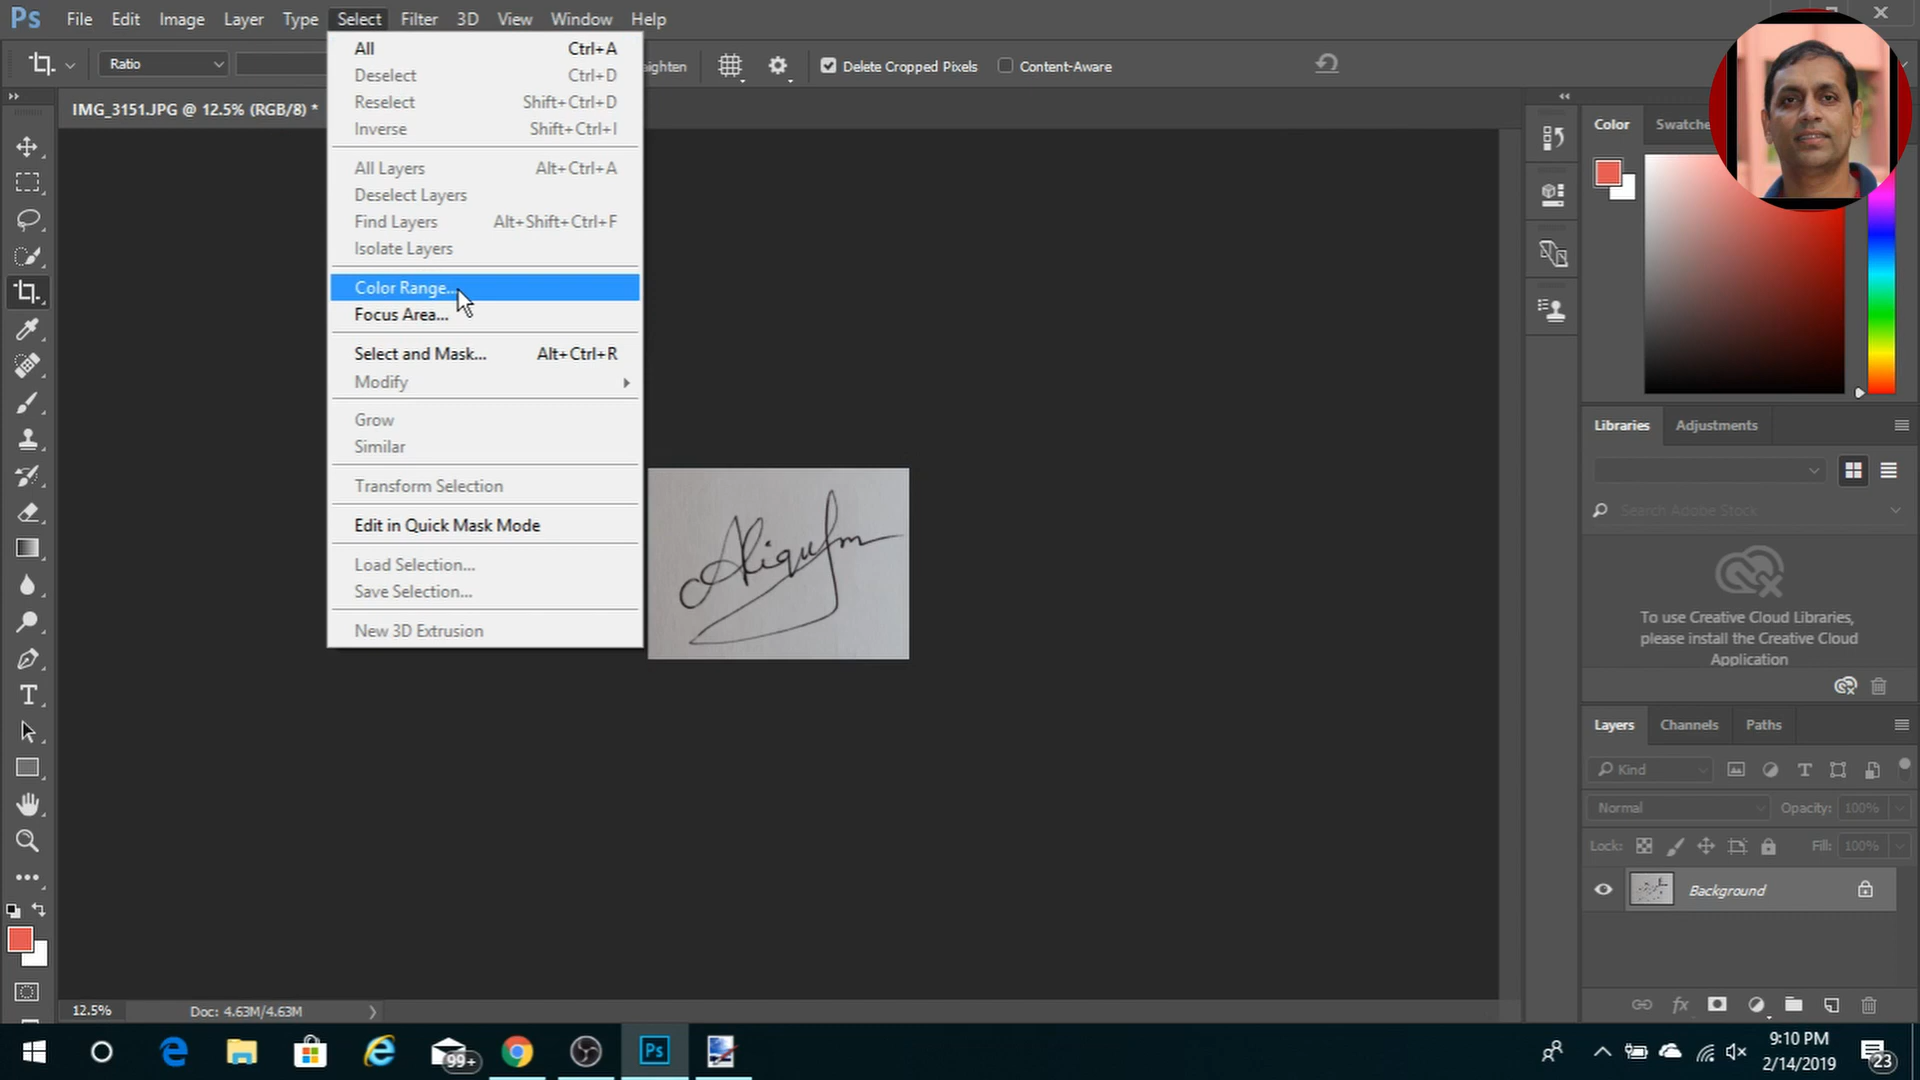 Ps File Edit Image Layer Type Select Filter 3D View Window Help
Ratio
Delete Cropped Pixels
Content-Aware
IMG_3151.JPG @ 12.5% (RGB/8) *
All Ctrl+A
Deselect Ctrl+D
Reselect Shift+Ctrl+D
Inverse Shift+Ctrl+I
All Layers Alt+Ctrl+A
Deselect Layers
Find Layers Alt+Shift+Ctrl+F
Isolate Layers
Color Range...
Focus Area...
Select and Mask... Alt+Ctrl+R
Modify
Grow
Similar
Transform Selection
Edit in Quick Mask Mode
Load Selection...
Save Selection...
New 3D Extrusion
Color Swatche
Libraries Adjustments
Search Adobe Stock
To use Creative Cloud Libraries,
please install the Creative Cloud
Application
Layers Channels Paths
Kind
Normal Opacity: 100%
Lock: Fill: 100%
Background
12.5% Doc: 4.63M/4.63M
99+
Ps
9:10 PM
2/14/2019
23